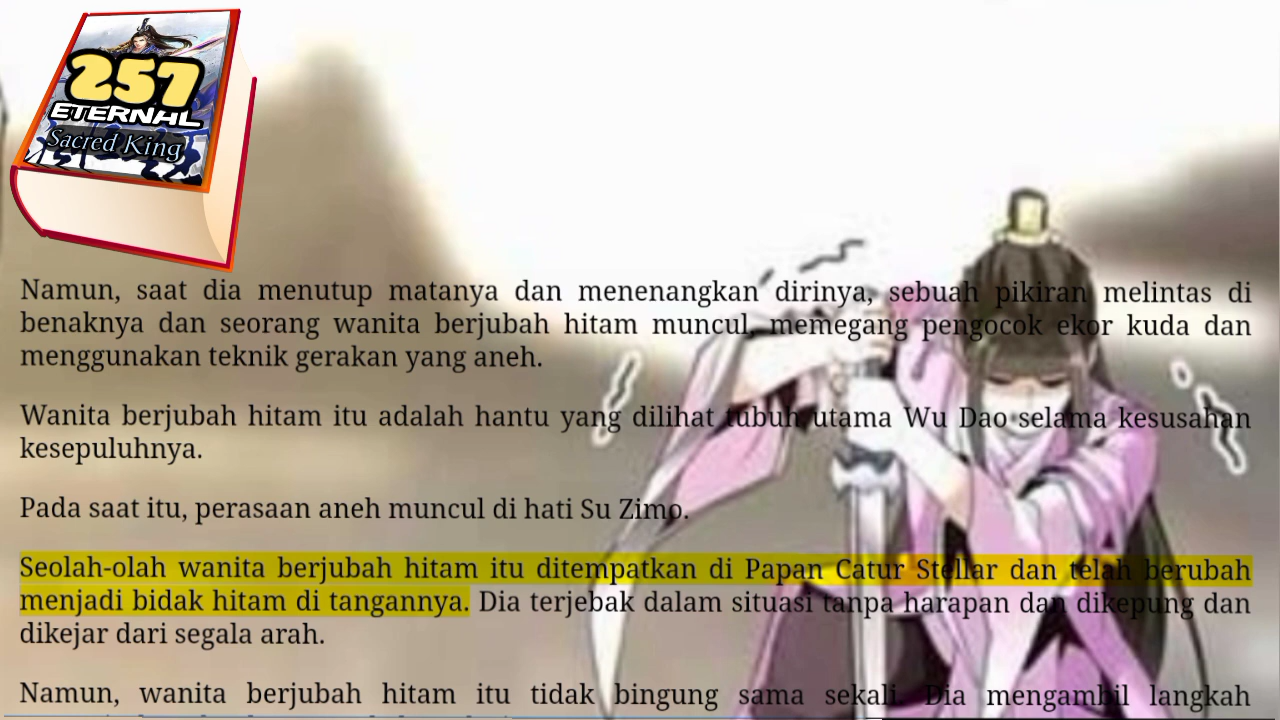 257
ETERNAL
Sacred King
Namun, saat dia menutup matanya dan menenangkan dirinya, sebuah pikiran melintas di
benaknya dan seorang wanita berjubah hitam muncul, memegang pengocok ekor kuda dan
menggunakan teknik gerakan yang aneh.
Wanita berjubah hitam itu adalah hantu yang dilihat tubuh utama Wu Dao selama kesusahan
kesepuluhnya.
Pada saat itu, perasaan aneh muncul di hati Su Zimo.
Seolah-olah wanita berjubah hitam itu ditempatkan di Papan Catur Stellar dan telah berubah
menjadi bidak hitam di tangannya. Dia terjebak dalam situasi tanpa harapan dan dikepung dan
dikejar dari segala arah.
Namun, wanita berjubah hitam itu tidak bingung sama sekali. Dia mengambil langkah